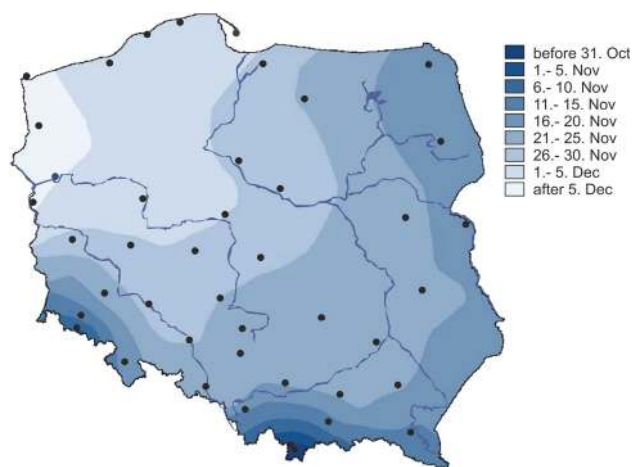 before 31. Oct
1.- 5. Nov
6.- 10. Nov
11.- 15. Nov
16.- 20. Nov
21.- 25. Nov
26.- 30. Nov
1.- 5. Dec
after 5. Dec